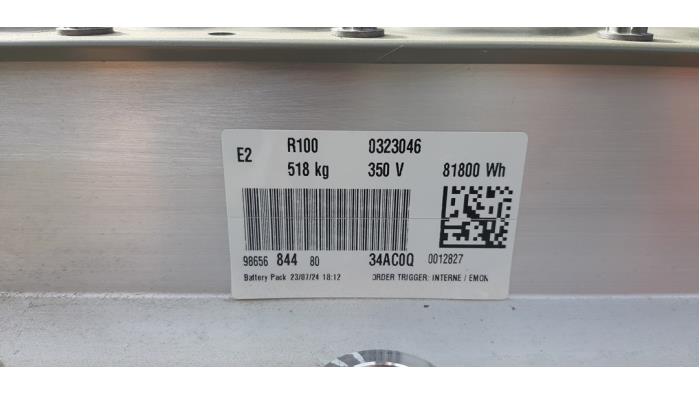 E2 R100 0323046
518 kg 350 V 81800 Wh
98656 844 80 34AC0Q 0012827
Battery Pack 23/07/24 18:12 ORDER TRIGGER: INTERNE / EMON